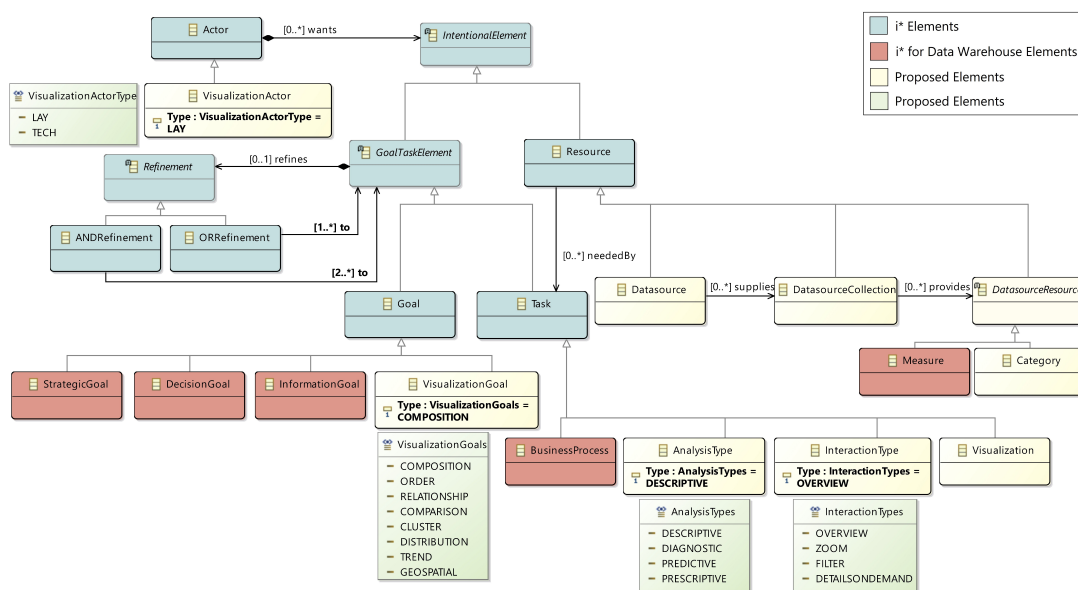 Actor
[0..*] wants
IntentionalElement
i* Elements
i* for Data Warehouse Elements
Proposed Elements
Proposed Elements
VisualizationActorType
LAY
TECH
VisualizationActor
Type : VisualizationActorType =
LAY
Refinement
[0..1] refines
GoalTaskElement
Resource
ANDRefinement
ORRefinement
[1..*] to
[2..*] to
[0..*] neededBy
Goal
Task
Datasource
[0..*] supplies
DatasourceCollection
[0..*] provides
DatasourceResource
Measure
Category
StrategicGoal
DecisionGoal
InformationGoal
VisualizationGoal
Type : VisualizationGoals =
COMPOSITION
VisualizationGoals
COMPOSITION
ORDER
RELATIONSHIP
COMPARISON
CLUSTER
DISTRIBUTION
TREND
GEOSPATIAL
BusinessProcess
AnalysisType
Type : AnalysisTypes =
DESCRIPTIVE
InteractionType
Type : InteractionTypes =
OVERVIEW
Visualization
AnalysisTypes
DESCRIPTIVE
DIAGNOSTIC
PREDICTIVE
PRESCRIPTIVE
InteractionTypes
OVERVIEW
ZOOM
FILTER
DETAILSONDEMAND